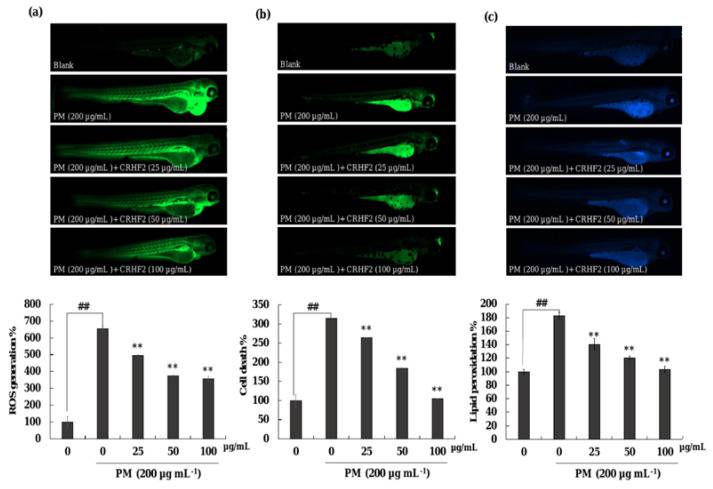 (a)
Blank
PM (200 µg/mL)
PM (200 µg/mL )+ CRHF2 (25 µg/mL)
PM (200 µg/mL )+ CRHF2 (50 µg/mL)
PM (200 µg/mL )+ CRHF2 (100 µg/mL)
(b)
Blank
PM (200 µg/mL)
PM (200 µg/mL )+ CRHF2 (25 µg/mL)
PM (200 µg/mL )+ CRHF2 (50 µg/mL)
PM (200 µg/mL )+ CRHF2 (100 µg/mL)
(c)
Blank
PM (200 µg/mL)
PM (200 µg/mL )+ CRHF2 (25 µg/mL)
PM (200 µg/mL )+ CRHF2 (50 µg/mL)
PM (200 µg/mL )+ CRHF2 (100 µg/mL)
ROS generation %
800
700
600
500
400
300
200
100
0
##
**
**
**
0 0 25 50 100 µg/mL
PM (200 µg mL-1)
Cell death %
350
300
250
200
150
100
50
0
##
**
**
**
0 0 25 50 100 µg/mL
PM (200 µg mL-1)
Lipid peroxidation %
200
180
160
140
120
100
80
60
40
20
0
##
**
**
**
0 0 25 50 100 µg/mL
PM (200 µg mL-1)